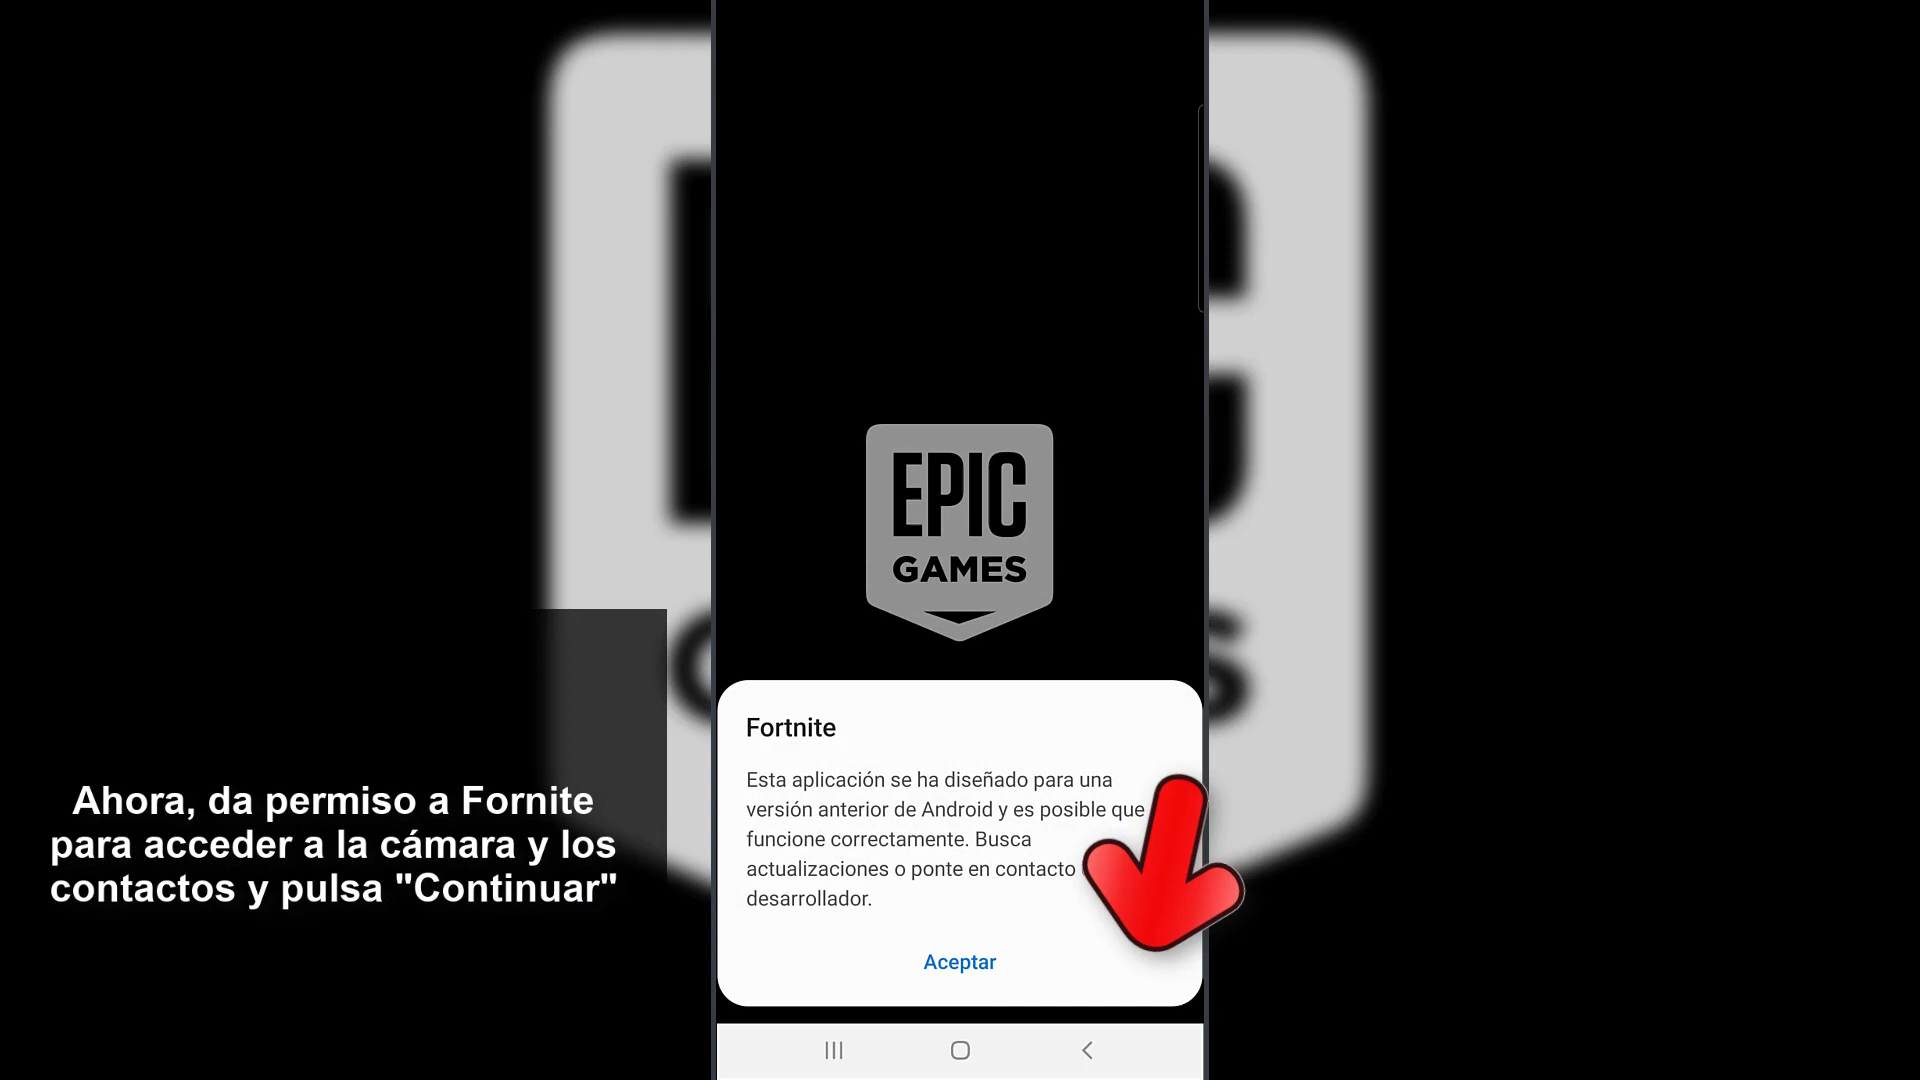 EPIC
GAMES
Fortnite
Esta aplicación se ha diseñado para una
versión anterior de Android y es posible que
funcione correctamente. Busca
actualizaciones o ponte en contacto
desarrollador.
Aceptar
Ahora, da permiso a Fornite
para acceder a la cámara y los
contactos y pulsa "Continuar"